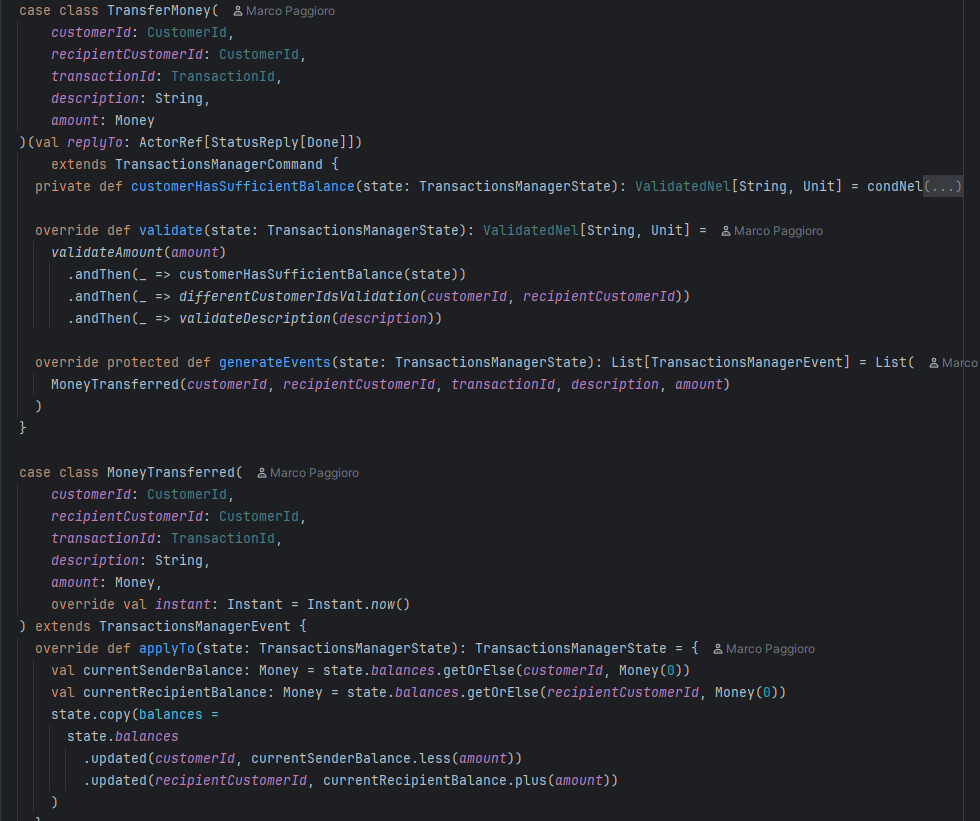 case class TransferMoney( Marco Paggioro
customerId: CustomerId,
recipientCustomerId: CustomerId,
transactionId: TransactionId,
description: String,
amount: Money
)(val replyTo: ActorRef[StatusReply[Done]])
extends TransactionsManagerCommand {
private def customerHasSufficientBalance(state: TransactionsManagerState): ValidatedNel[String, Unit] = condNel(...)
override def validate(state: TransactionsManagerState): ValidatedNel[String, Unit] = Marco Paggioro
validateAmount(amount)
.andThen(_ => customerHasSufficientBalance(state))
.andThen(_ => differentCustomerIdsValidation(customerId, recipientCustomerId))
.andThen(_ => validateDescription(description))
override protected def generateEvents(state: TransactionsManagerState): List[TransactionsManagerEvent] = List( Marco
MoneyTransferred(customerId, recipientCustomerId, transactionId, description, amount)
)
}
case class MoneyTransferred( Marco Paggioro
customerId: CustomerId,
recipientCustomerId: CustomerId,
transactionId: TransactionId,
description: String,
amount: Money,
override val instant: Instant = Instant.now()
) extends TransactionsManagerEvent {
override def applyTo(state: TransactionsManagerState): TransactionsManagerState = { Marco Paggioro
val currentSenderBalance: Money = state.balances.getOrElse(customerId, Money(0))
val currentRecipientBalance: Money = state.balances.getOrElse(recipientCustomerId, Money(0))
state.copy(balances =
state.balances
.updated(customerId, currentSenderBalance.less(amount))
.updated(recipientCustomerId, currentRecipientBalance.plus(amount))
)